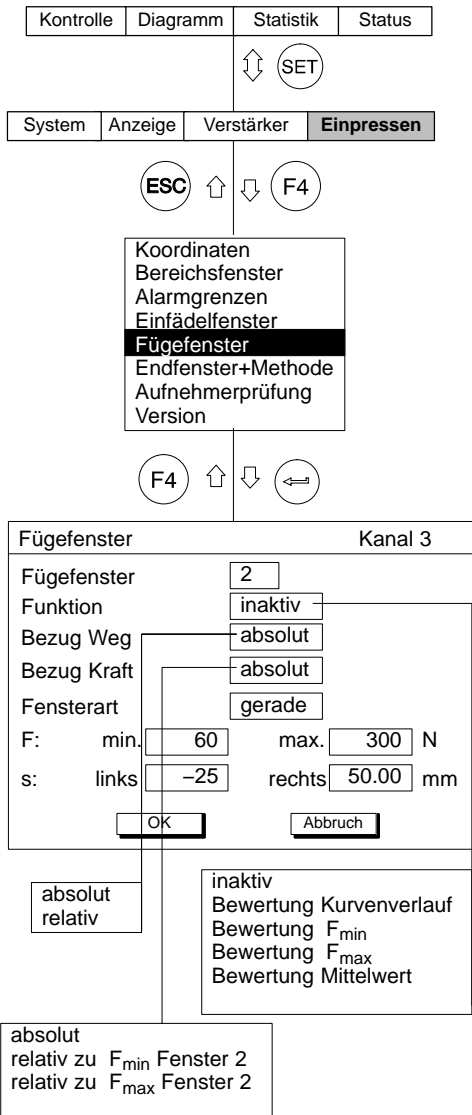 Kontrolle Diagramm Statistik Status
SET
System Anzeige Verstärker Einpressen
ESC F4
Koordinaten
Bereichsfenster
Alarmgrenzen
Einfädelfenster
Fügefenster
Endfenster+Methode
Aufnehmerprüfung
Version
F4
Fügefenster Kanal 3
Fügefenster 2
Funktion inaktiv
Bezug Weg absolut
Bezug Kraft absolut
Fensterart gerade
F: min. 60 max. 300 N
s: links −25 rechts 50.00 mm
OK Abbruch
absolut
relativ
inaktiv
Bewertung Kurvenverlauf
Bewertung Fmin
Bewertung Fmax
Bewertung Mittelwert
absolut
relativ zu Fmin Fenster 2
relativ zu Fmax Fenster 2